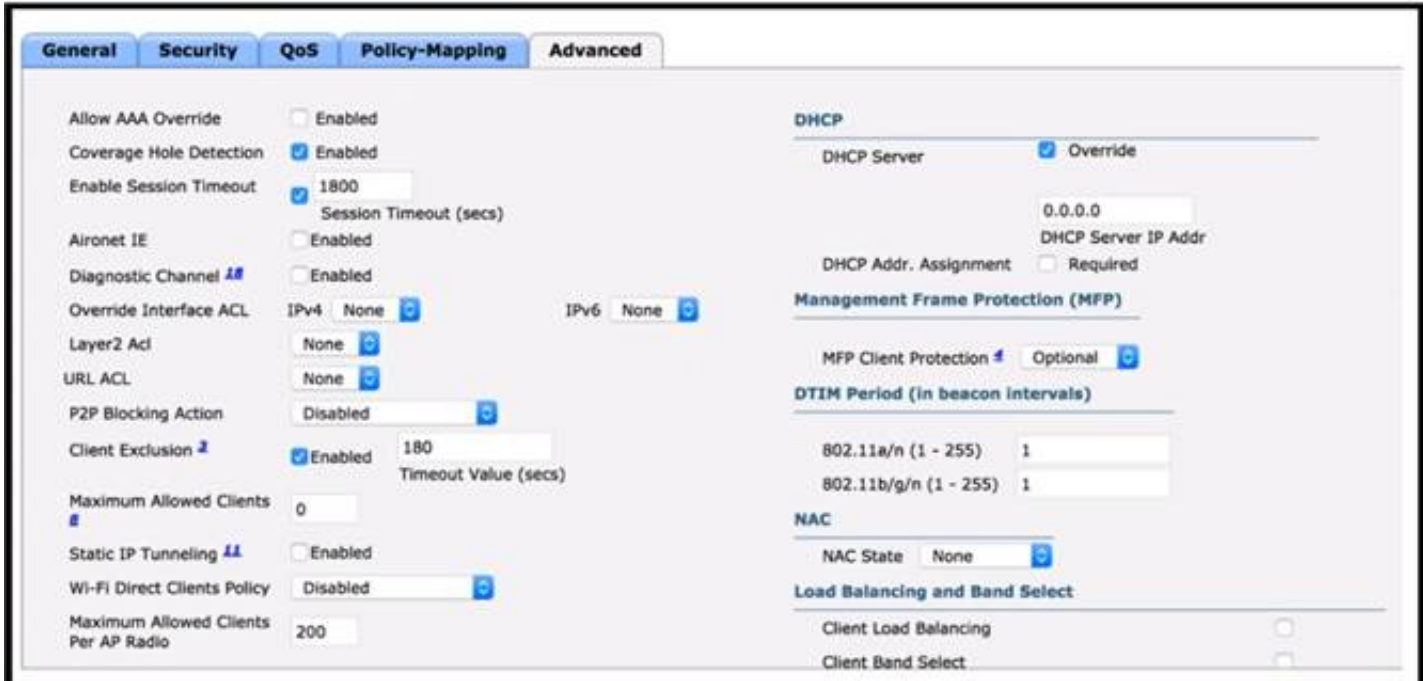 General Security QoS Policy-Mapping Advanced
Allow AAA Override Enabled
Coverage Hole Detection Enabled
Enable Session Timeout 1800
Session Timeout (secs)
Aironet IE Enabled
Diagnostic Channel 18 Enabled
Override Interface ACL IPv4 None IPv6 None
Layer2 Acl None
URL ACL None
P2P Blocking Action Disabled
Client Exclusion 3 Enabled 180
Timeout Value (secs)
Maximum Allowed Clients
0
Static IP Tunneling 11 Enabled
Wi-Fi Direct Clients Policy Disabled
Maximum Allowed Clients
Per AP Radio 200
DHCP
DHCP Server Override
0.0.0.0
DHCP Server IP Addr
DHCP Addr. Assignment Required
Management Frame Protection (MFP)
MFP Client Protection 4 Optional
DTIM Period (in beacon intervals)
802.11a/n (1 - 255) 1
802.11b/g/n (1 - 255) 1
NAC
NAC State None
Load Balancing and Band Select
Client Load Balancing
Client Band Select